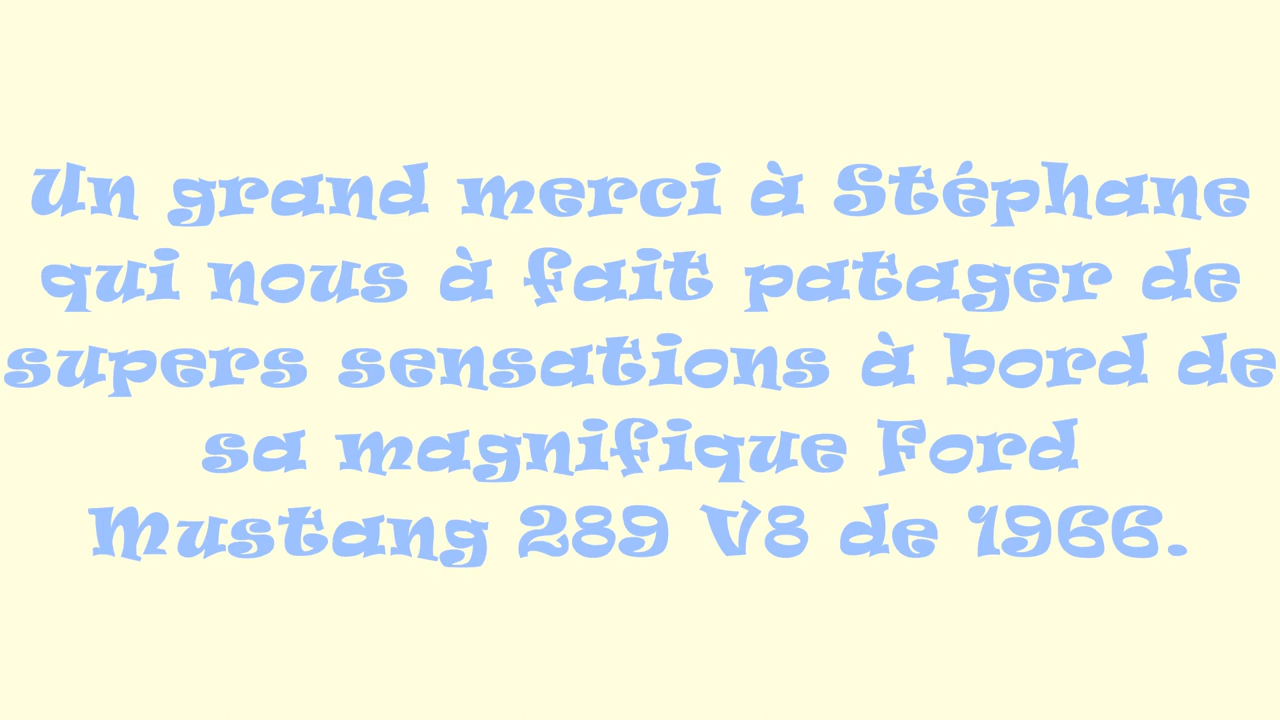 Un grand merci à Stéphane
qui nous à fait patager de
supers sensations à bord de
sa magnifique Ford
Mustang 289 V8 de 1966.